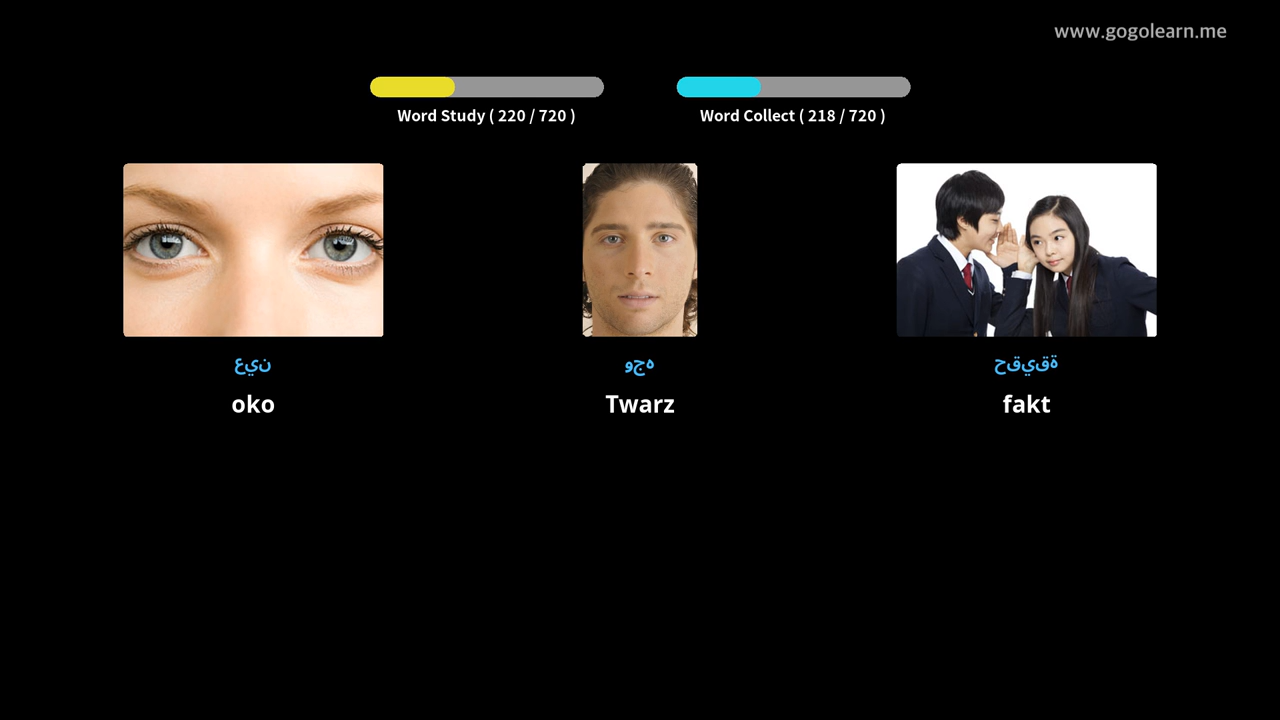 www.gogolearn.me
Word Study ( 220 / 720 )
Word Collect ( 218 / 720 )
عين
وجه
حقيقة
oko
Twarz
fakt